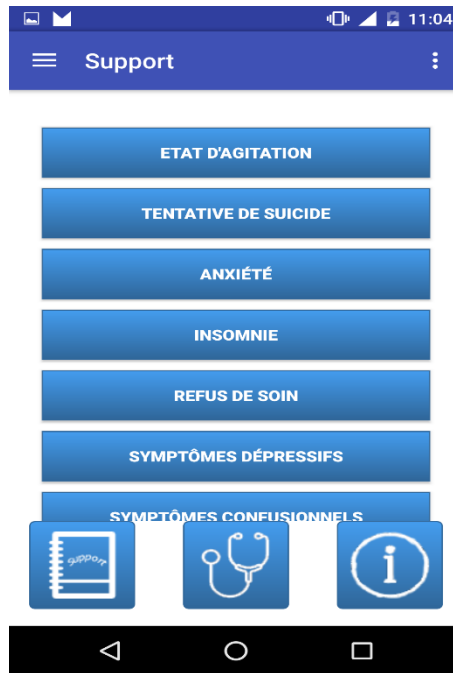 11:04
Support
ETAT D'AGITATION
TENTATIVE DE SUICIDE
ANXIÉTÉ
INSOMNIE
REFUS DE SOIN
SYMPTÔMES DÉPRESSIFS
SYMPTÔMES CONFUSIONNELS
support
i